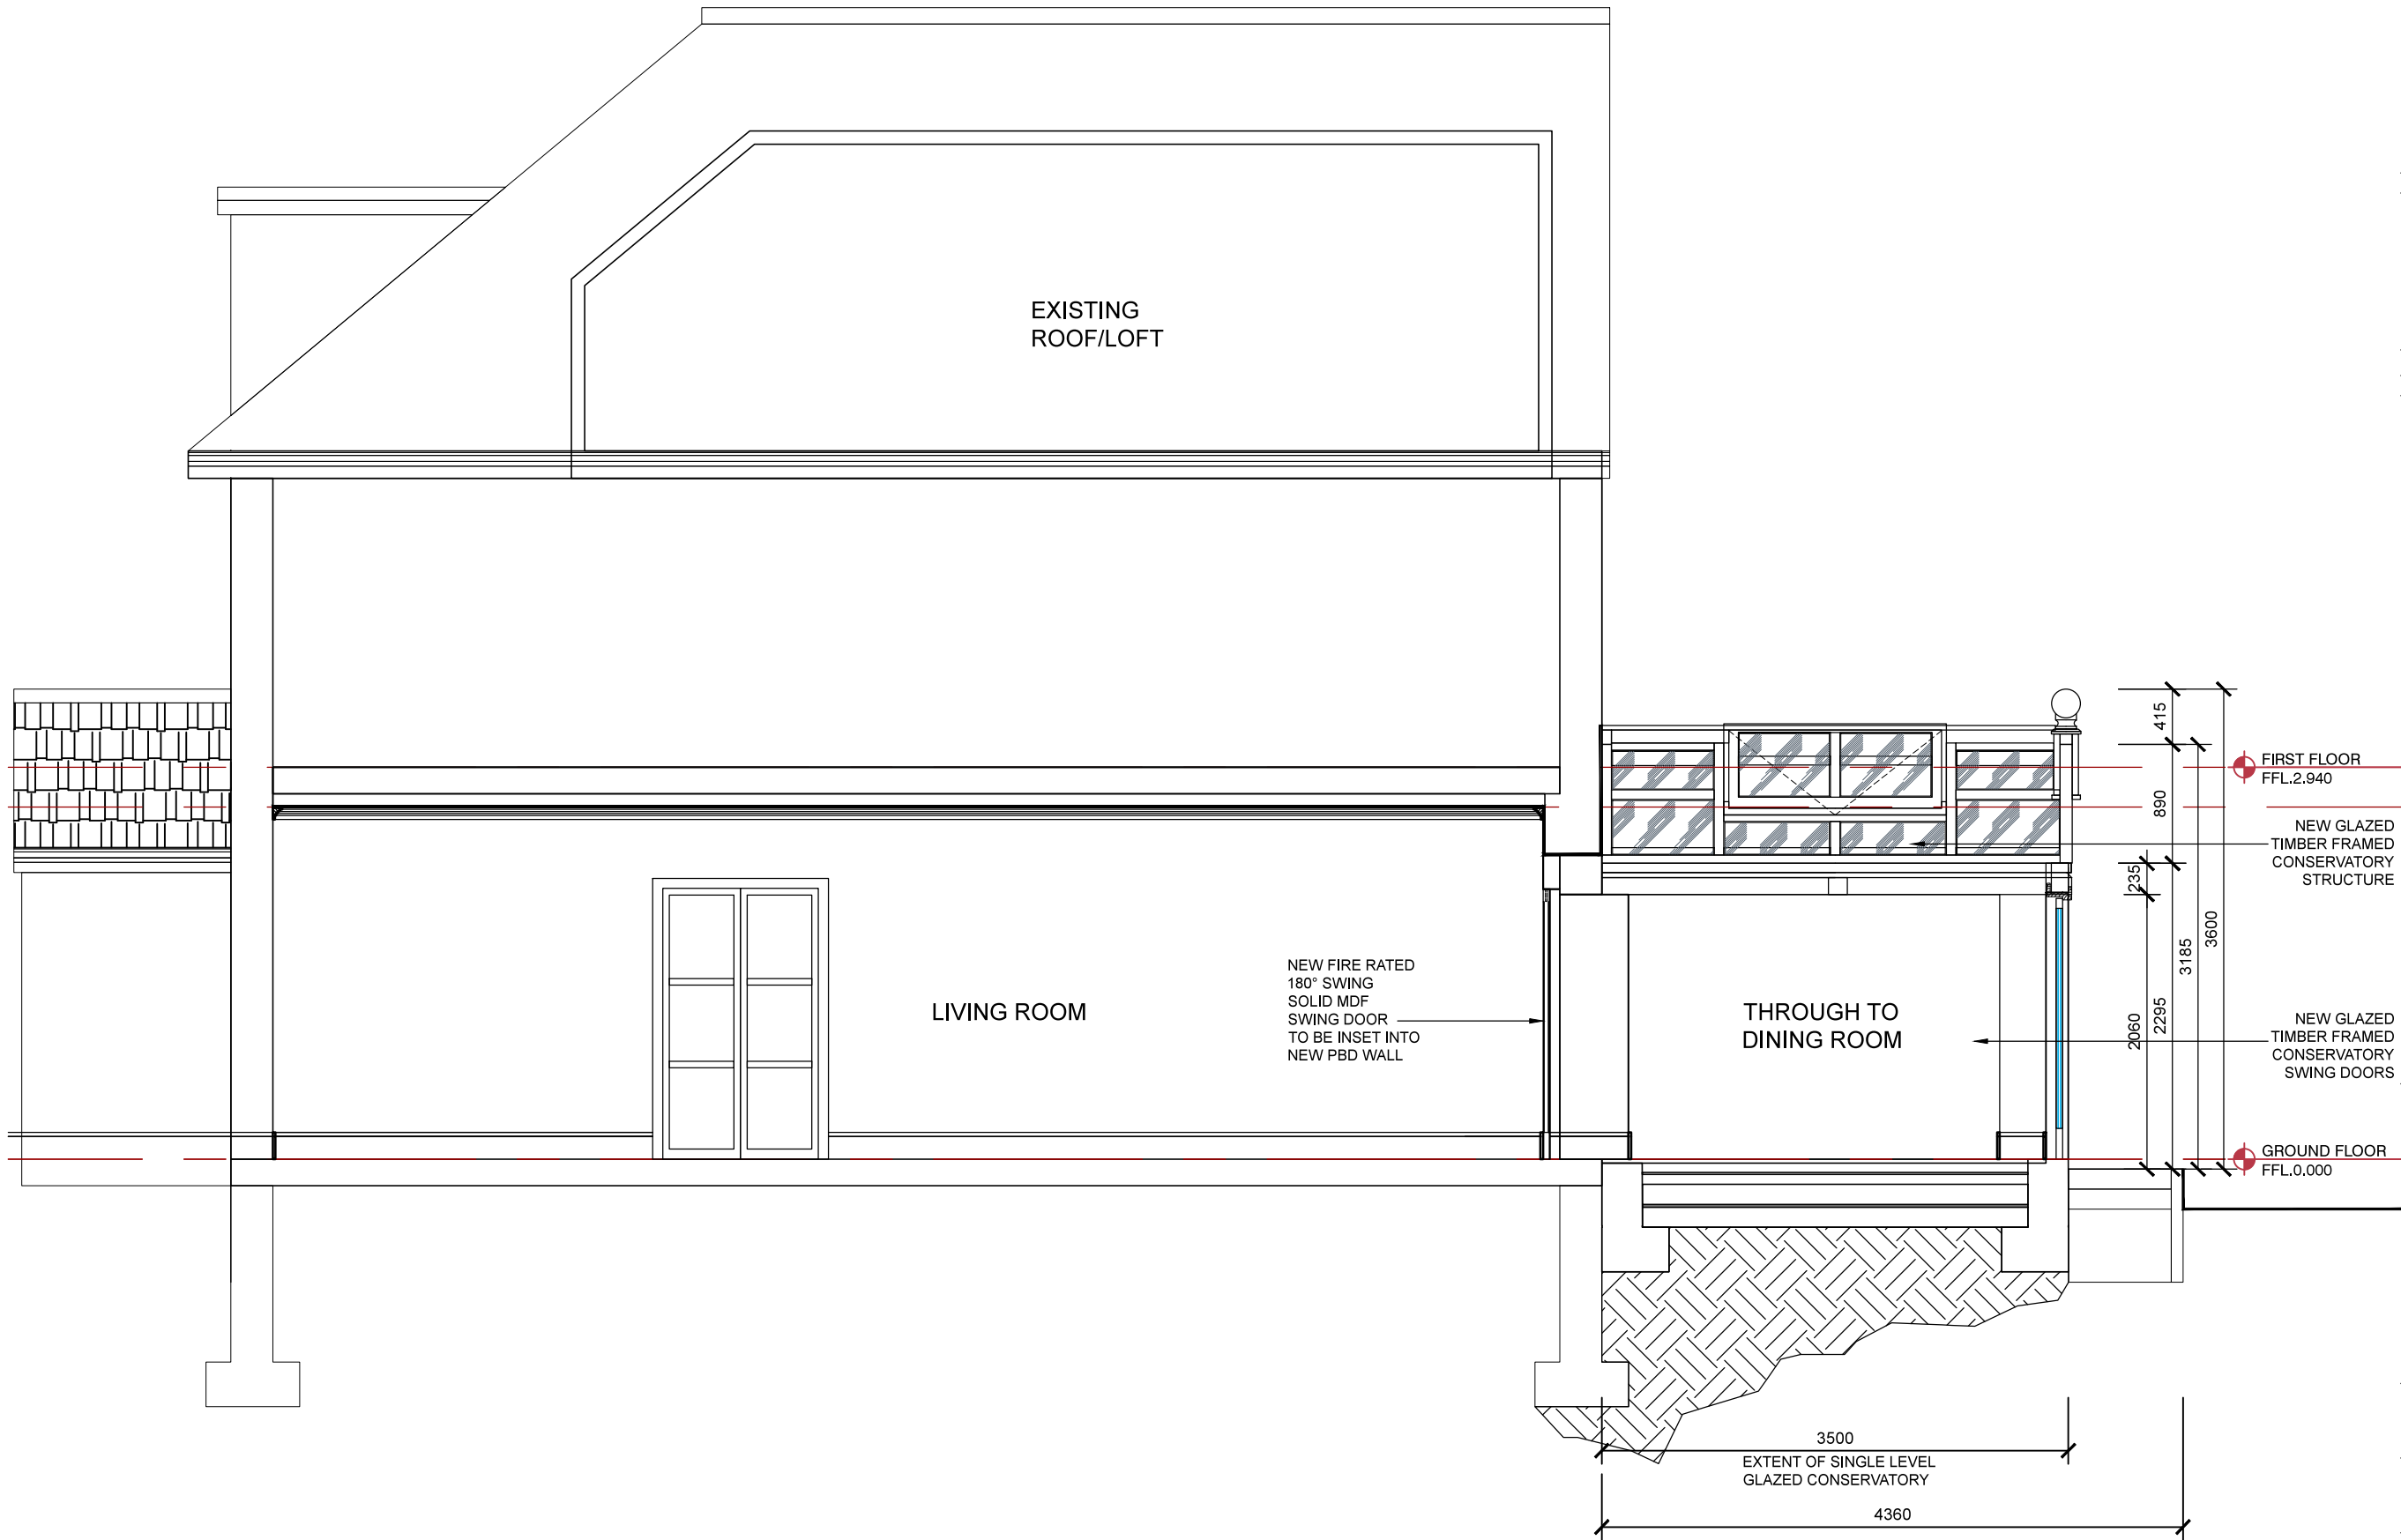 EXISTING
ROOF/LOFT
415
FIRST FLOOR
FFL.2.940
890
NEW GLAZED
TIMBER FRAMED
CONSERVATORY
STRUCTURE
235
3600
3185
NEW FIRE RATED
180° SWING
SOLID MDF
SWING DOOR
TO BE INSET INTO
NEW PBD WALL
LIVING ROOM
THROUGH TO
DINING ROOM
2295
2060
NEW GLAZED
TIMBER FRAMED
CONSERVATORY
SWING DOORS
GROUND FLOOR
FFL.0.000
3500
EXTENT OF SINGLE LEVEL
GLAZED CONSERVATORY
4360